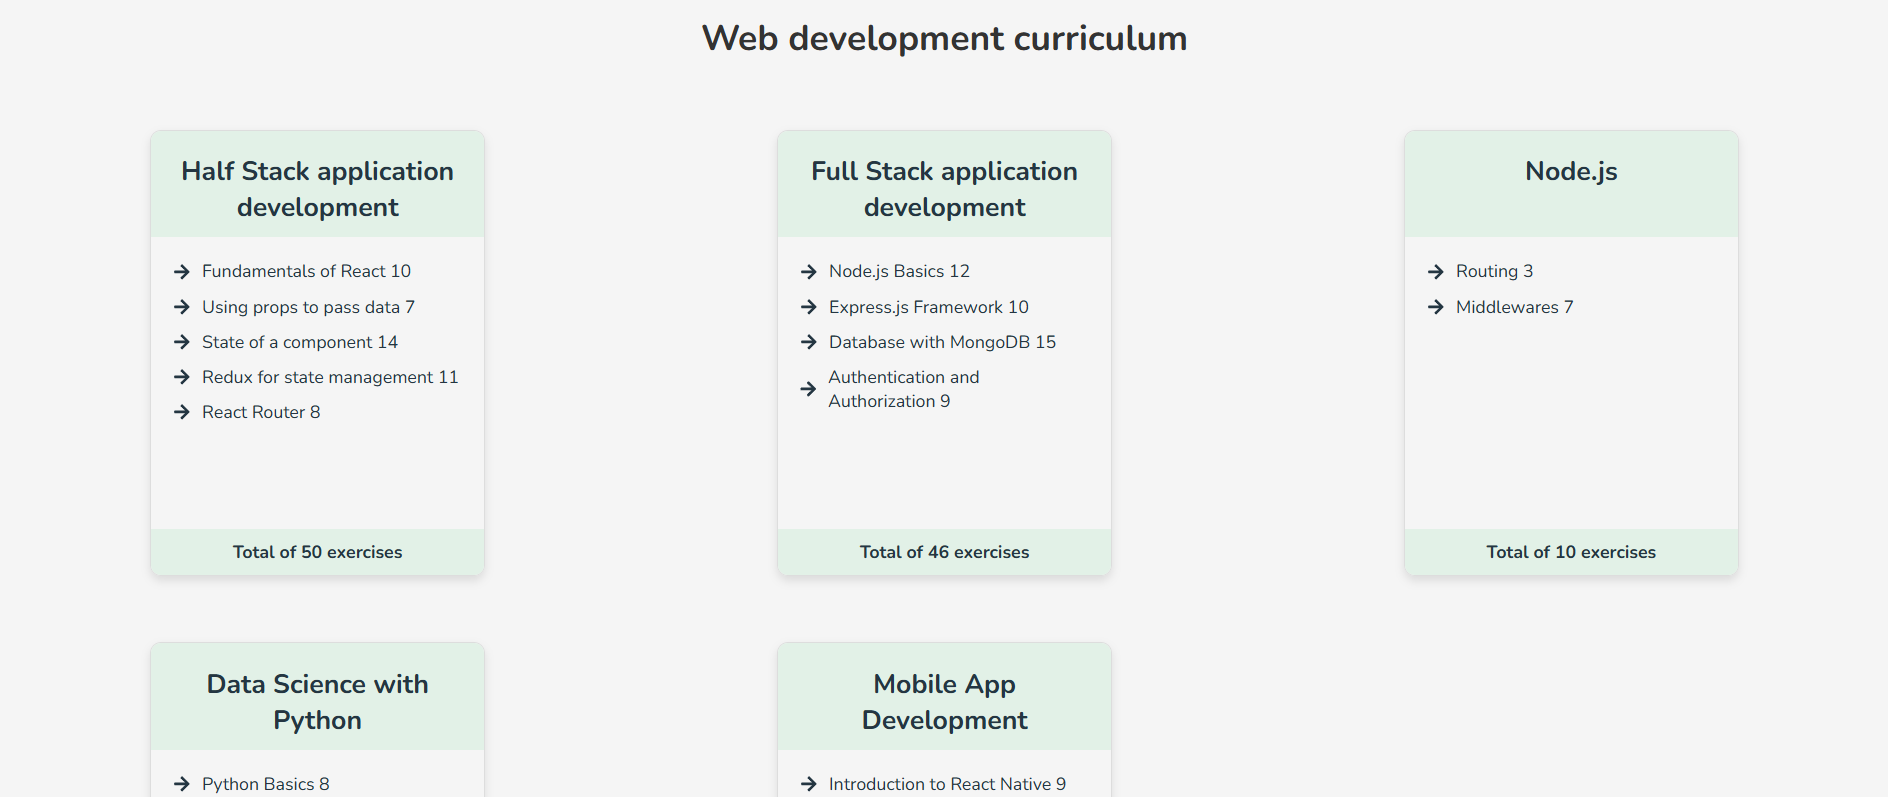 Web development curriculum
Half Stack application
development
Fundamentals of React 10
Using props to pass data 7
State of a component 14
Redux for state management 11
React Router 8
Total of 50 exercises
Full Stack application
development
Node.js Basics 12
Express.js Framework 10
Database with MongoDB 15
Authentication and
Authorization 9
Total of 46 exercises
Node.js
Routing 3
Middlewares 7
Total of 10 exercises
Data Science with
Python
Python Basics 8
Mobile App
Development
Introduction to React Native 9